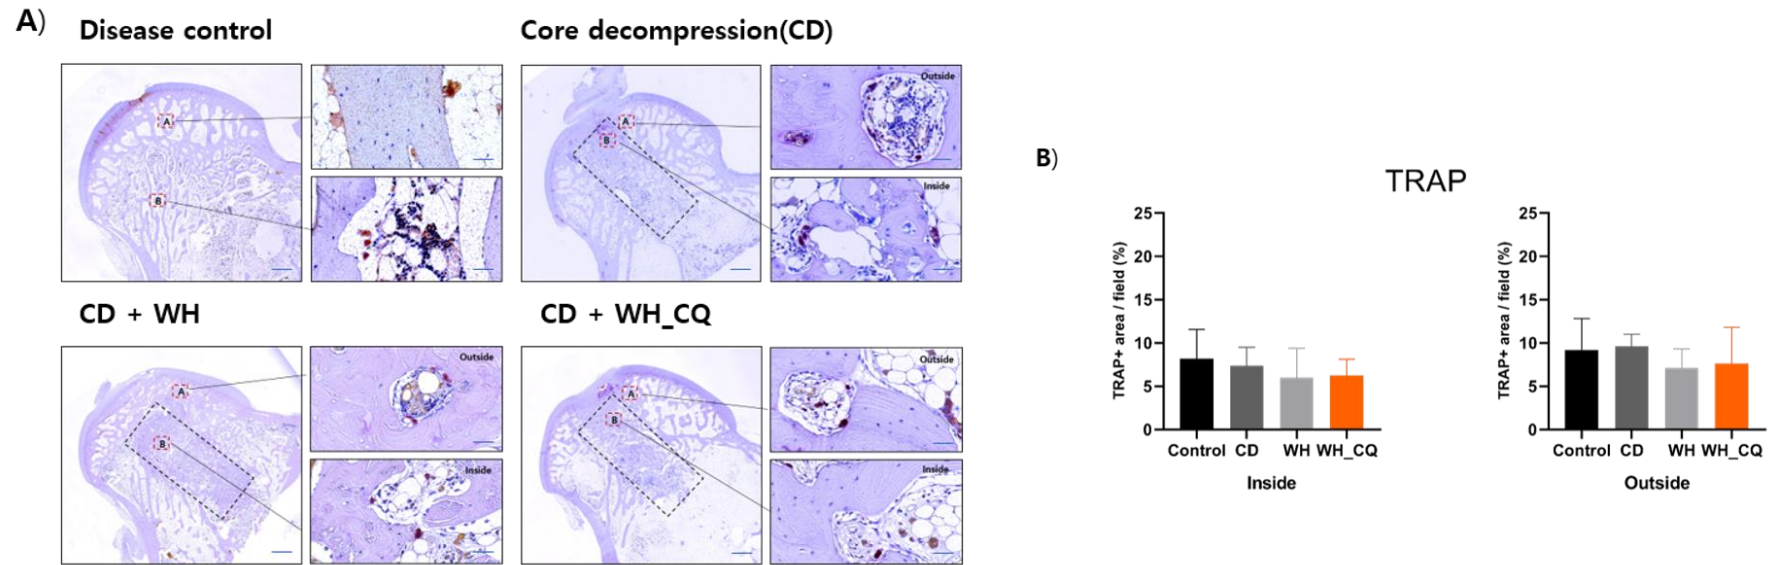 A)
Disease control
A
B
Core decompression(CD)
A
B
Outside
Inside
CD + WH
A
B
Outside
Inside
CD + WH_CQ
A
B
Outside
Inside
B)
TRAP
TRAP+ area / field (%)
25
20
15
10
5
0
Control CD WH WH_CQ
Inside
TRAP+ area / field (%)
25
20
15
10
5
0
Control CD WH WH_CQ
Outside